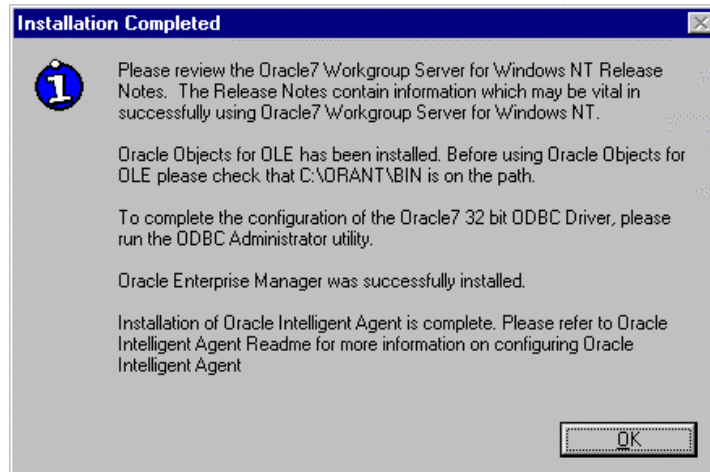 Installation Completed
Please review the Oracle7 Workgroup Server for Windows NT Release
Notes. The Release Notes contain information which may be vital in
successfully using Oracle7 Workgroup Server for Windows NT.
Oracle Objects for OLE has been installed. Before using Oracle Objects for
OLE please check that C:\ORANT\BIN is on the path.
To complete the configuration of the Oracle7 32 bit ODBC Driver, please
run the ODBC Administrator utility.
Oracle Enterprise Manager was successfully installed.
Installation of Oracle Intelligent Agent is complete. Please refer to Oracle
Intelligent Agent Readme for more information on configuring Oracle
Intelligent Agent
OK